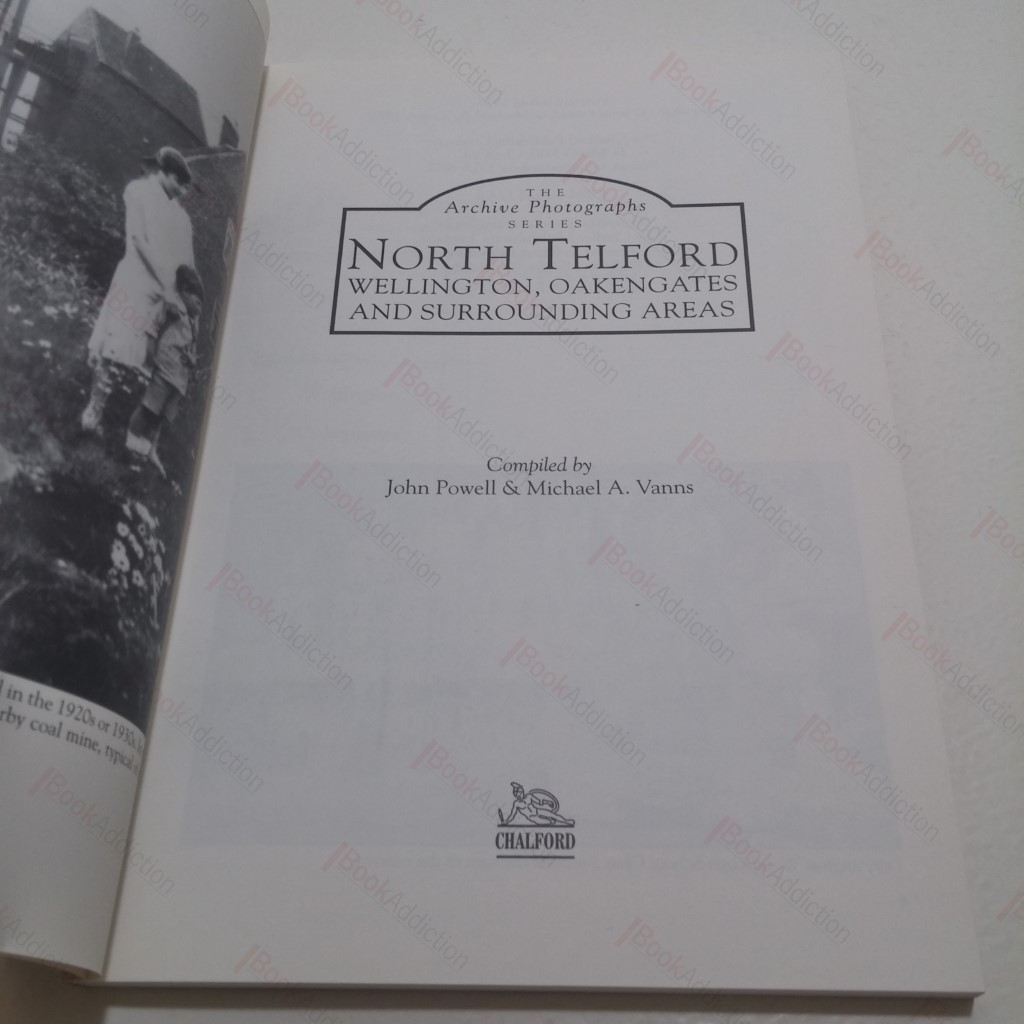 in the 1920s or 1930s
rby coal mine, typical
THE
Archive Photographs
SERIES
NORTH TELFORD
WELLINGTON, OAKENGATES
AND SURROUNDING AREAS
Compiled by
John Powell & Michael A. Vanns
CHALFORD
BookAddiction